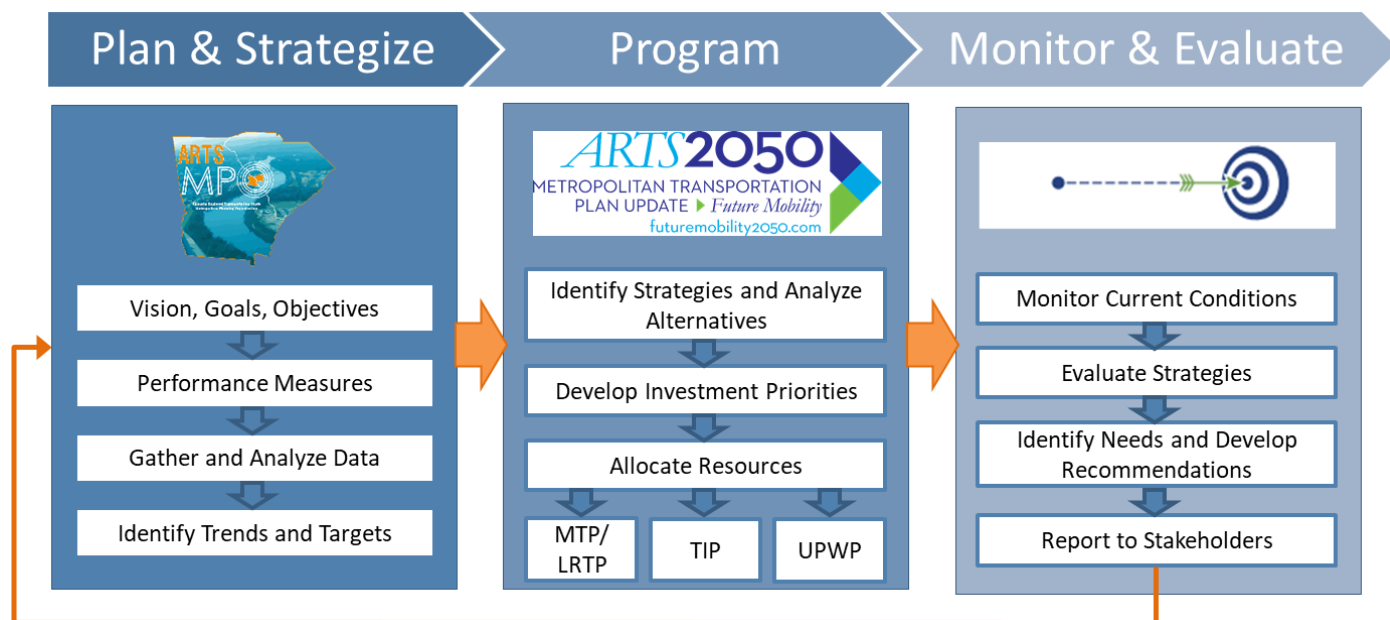 Plan & Strategize
Program
Monitor & Evaluate
ARTS
MPO
ARTS2050
METROPOLITAN TRANSPORTATION
PLAN UPDATE Future Mobility
futuremobility2050.com
Vision, Goals, Objectives
Performance Measures
Gather and Analyze Data
Identify Trends and Targets
Identify Strategies and Analyze
Alternatives
Develop Investment Priorities
Allocate Resources
MTP/
LRTP
TIP
UPWP
Monitor Current Conditions
Evaluate Strategies
Identify Needs and Develop
Recommendations
Report to Stakeholders